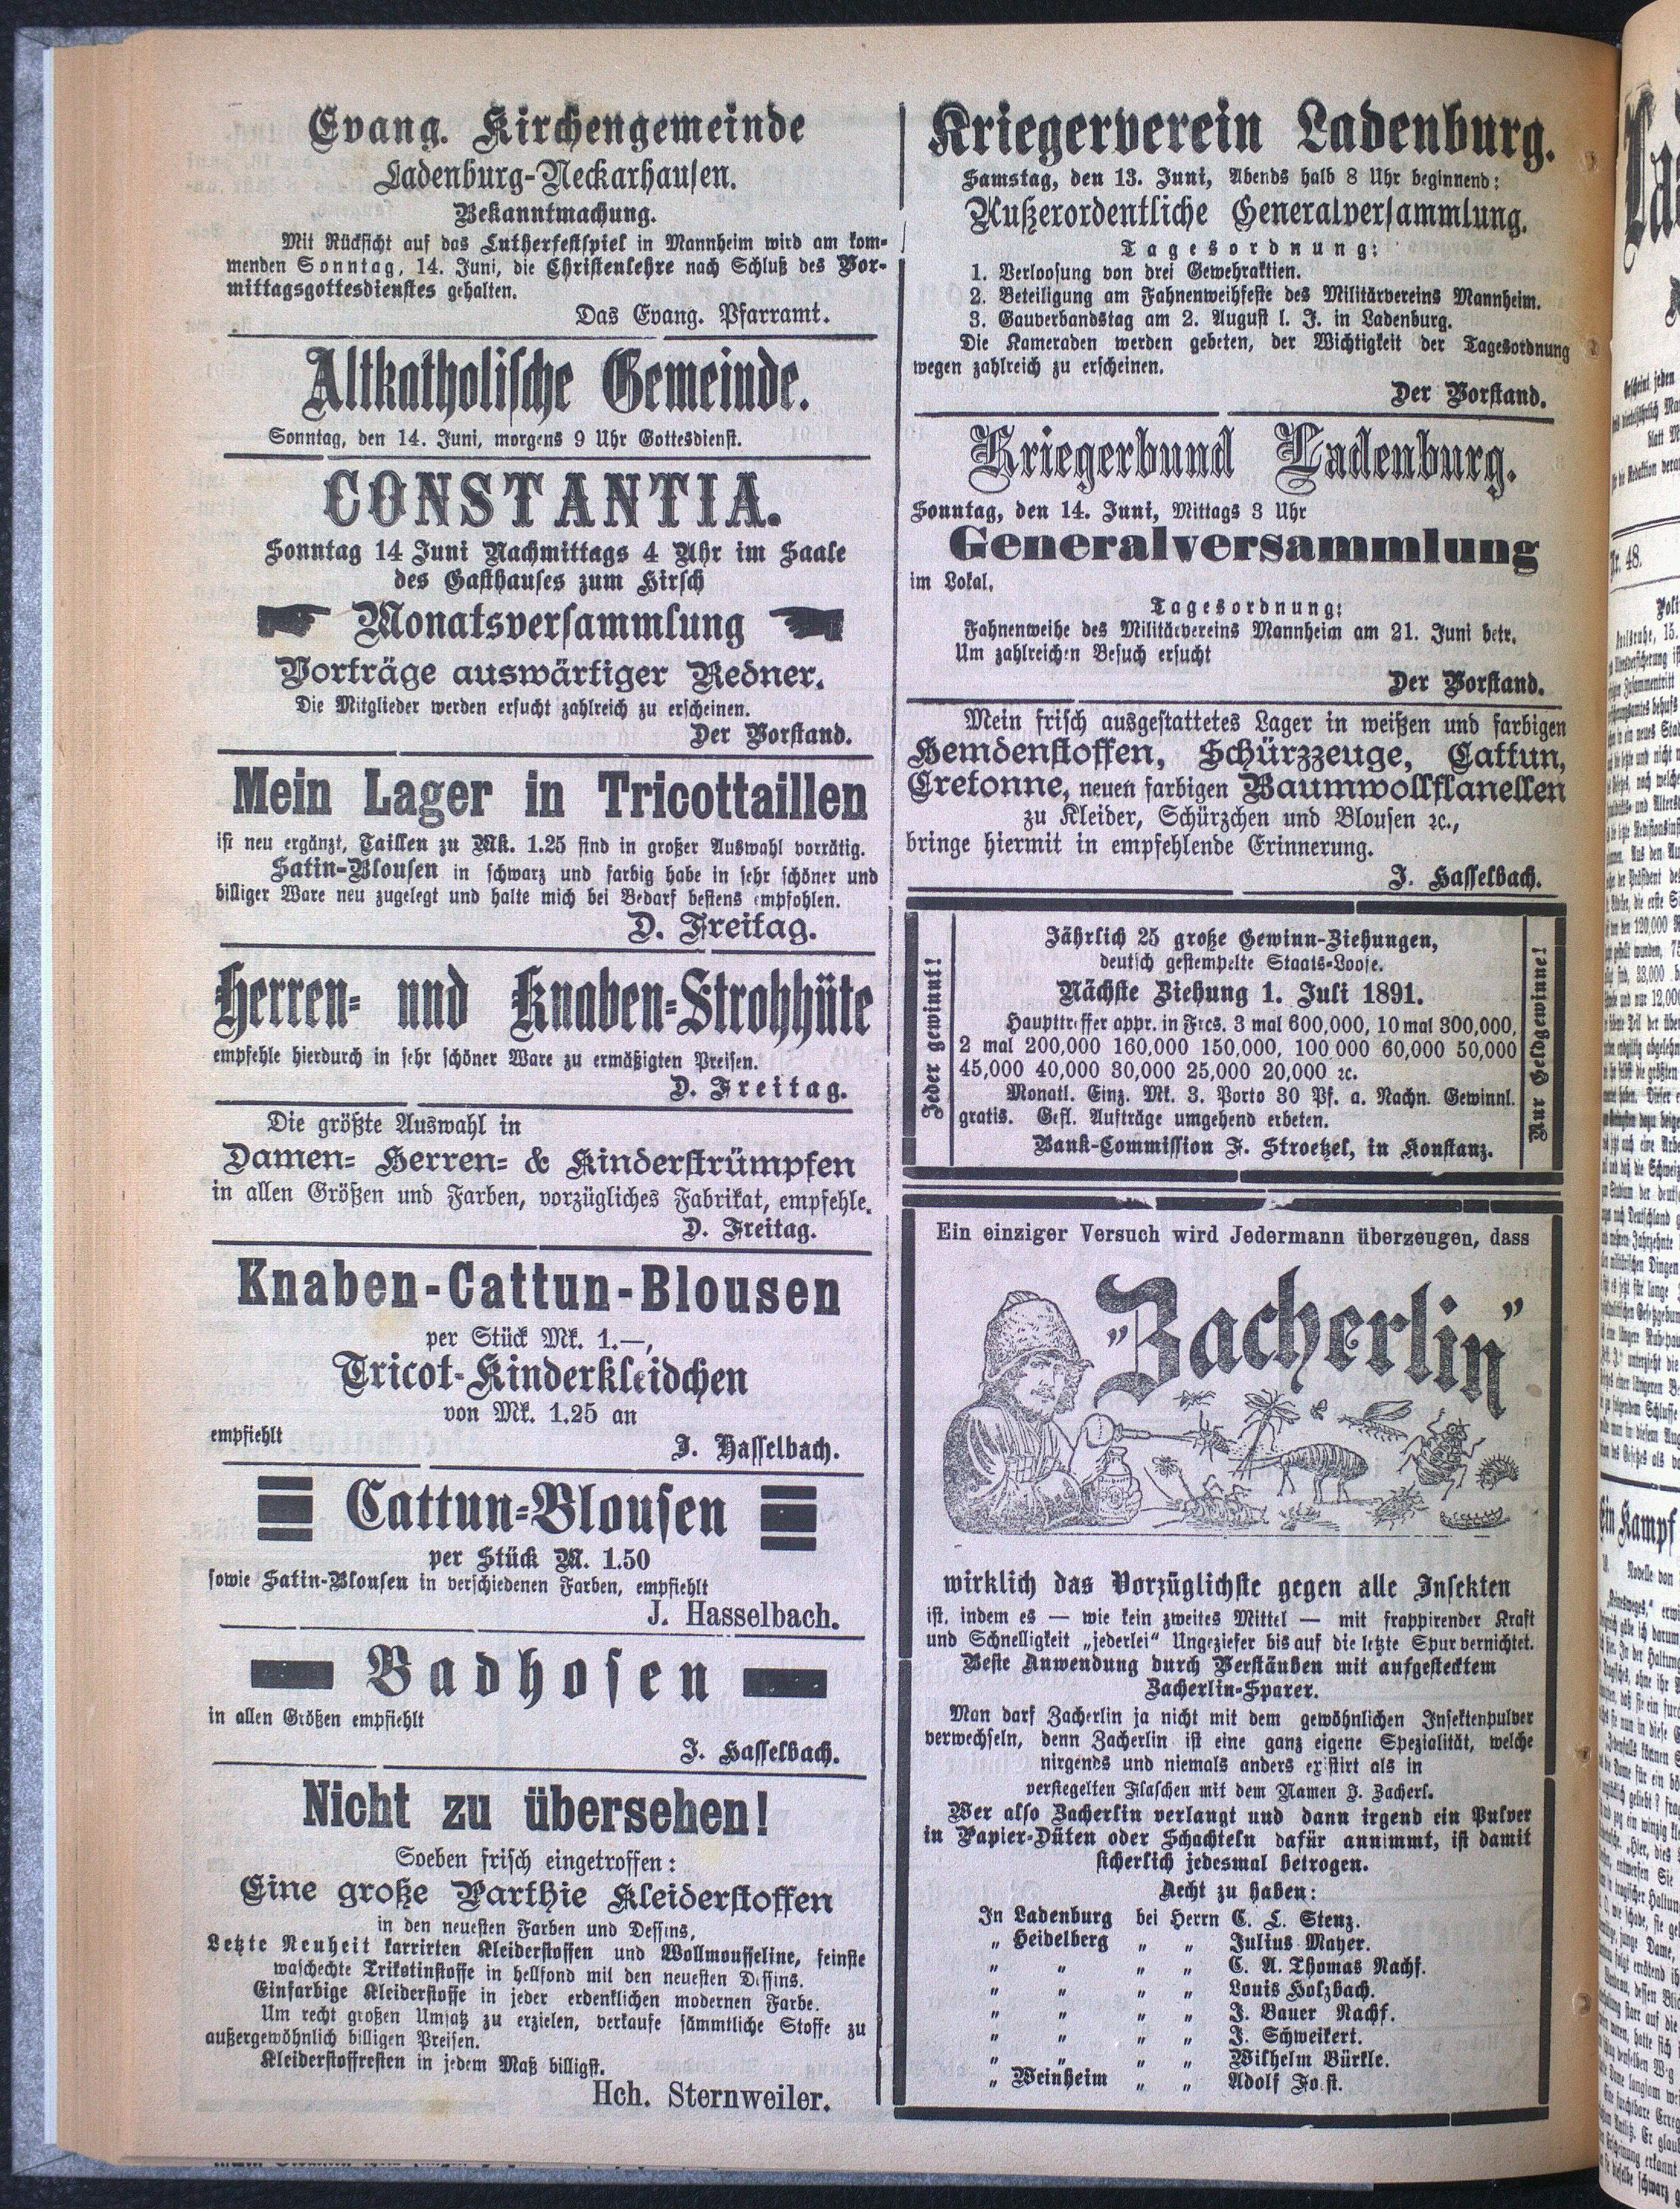 Evang. Kirchengemeinde
Ladenburg-Neckarhausen.
Bekanntmachung.
Mit Rücksicht auf das Lutherfestspiel in Mannheim wird am kom-
menden Sonntag, 14. Juni, die Christenlehre nach Schluß des Vor-
mittagsgottesdienstes gehalten.
Das Evang. Pfarramt.
Altkatholische Gemeinde.
Sonntag, den 14. Juni, morgens 9 Uhr Gottesdienst.
CONSTANTIA.
Sonntag 14 Juni Nachmittags 4 Uhr im Saale
des Gasthauses zum Hirsch
Monatsversammlung
Vorträge auswärtiger Redner.
Die Mitglieder werden ersucht zahlreich zu erscheinen.
Der Vorstand.
Mein Lager in Tricottaillen
ist neu ergänzt, Taillen zu Mk. 1.25 sind in großer Auswahl vorrätig.
Satin-Blousen in schwarz und farbig habe in sehr schöner und
billiger Ware neu zugelegt und halte mich bei Bedarf bestens empfohlen.
D. Freitag.
Herren- und Knaben-Strohhüte
empfehle hierdurch in sehr schöner Ware zu ermäßigten Preisen.
D. Freitag.
Die größte Auswahl in
Damen- Herren- & Kinderstrümpfen
in allen Größen und Farben, vorzügliches Fabrikat, empfehle.
D. Freitag.
Knaben-Cattun-Blousen
per Stück Mk. 1.—,
Tricot-Kinderkleidchen
von Mk. 1.25 an
empfiehlt
J. Hasselbach.
Cattun-Blousen
per Stück M. 1.50
sowie Satin-Blousen in verschiedenen Farben, empfiehlt
J. Hasselbach.
Badhosen
in allen Größen empfiehlt
J. Hasselbach.
Nicht zu übersehen!
Soeben frisch eingetroffen:
Eine große Parthie Kleiderstoffen
in den neuesten Farben und Dessins,
Letzte Neuheit karrirten Kleiderstoffen und Wollmousseline, feinste
waschechte Trikotinstoffe in hellfond mit den neuesten Dessins.
Einfarbige Kleiderstoffe in jeder erdenklichen modernen Farbe.
Um recht großen Umsatz zu erzielen, verkaufe sämmtliche Stoffe zu
außergewöhnlich billigen Preisen.
Kleiderstoffresten in jedem Maß billigst.
Hch. Sternweiler.
Kriegerverein Ladenburg.
Samstag, den 13. Juni, Abends halb 8 Uhr beginnend:
Außerordentliche Generalversammlung.
Tagesordnung:
1. Verloosung von drei Gewehraktien.
2. Beteiligung am Fahnenweihfeste des Militärvereins Mannheim.
3. Gauverbandstag am 2. August l. J. in Ladenburg.
Die Kameraden werden gebeten, der Wichtigkeit der Tagesordnung
wegen zahlreich zu erscheinen.
Der Vorstand.
Kriegerbund Ladenburg.
Sonntag, den 14. Juni, Mittags 3 Uhr
Generalversammlung
im Lokal.
Tagesordnung:
Fahnenweihe des Militärvereins Mannheim am 21. Juni betr.
Um zahlreichen Besuch ersucht
Der Vorstand.
Mein frisch ausgestattetes Lager in weißen und farbigen
Hemdenstoffen, Schürzzeuge, Cattun,
Cretonne, neuen farbigen Baumwollflanellen
zu Kleider, Schürzchen und Blousen ꝛc.,
bringe hiermit in empfehlende Erinnerung.
J. Hasselbach.
Jeder gewinnt!
Jährlich 25 große Gewinn-Ziehungen,
deutsch gestempelte Staats-Loose.
Nächste Ziehung 1. Juli 1891.
Haupttreffer appr. in Frcs. 3 mal 600,000, 10 mal 300,000,
2 mal 200,000 160,000 150,000, 100,000 60,000 50,000
45,000 40,000 30,000 25,000 20,000 ꝛc.
Monatl. Einz. Mk. 3. Porto 30 Pf. a. Nachn. Gewinnl.
gratis. Gefl. Aufträge umgehend erbeten.
Bank-Commission F. Stroetzel, in Konstanz.
Nur Geldgewinne!
Ein einziger Versuch wird Jedermann überzeugen, dass
„Zacherlin"
wirklich das Vorzüglichste gegen alle Insekten
ist, indem es — wie kein zweites Mittel — mit frappirender Kraft
und Schnelligkeit „jederlei" Ungeziefer bis auf die letzte Spur vernichtet.
Beste Anwendung durch Verstäuben mit aufgestecktem
Zacherlin-Sparer.
Man darf Zacherlin ja nicht mit dem gewöhnlichen Insektenpulver
verwechseln, denn Zacherlin ist eine ganz eigene Spezialität, welche
nirgends und niemals anders existirt als in
versiegelten Flaschen mit dem Namen J. Zacherl.
Wer also Zacherlin verlangt und dann irgend ein Pulver
in Papier-Düten oder Schachteln dafür annimmt, ist damit
sicherlich jedesmal betrogen.
Aecht zu haben:
In Ladenburg bei Herrn C. L. Stenz.
„ Heidelberg „ „ Julius Mayer.
„ „ „ „ C. A. Thomas Nachf.
„ „ „ „ Louis Holzbach.
„ „ „ „ J. Bauer Nachf.
„ „ „ „ J. Schweikert.
„ „ „ „ Wilhelm Bürkle.
„ Weinheim „ „ Adolf
Nr. 48.